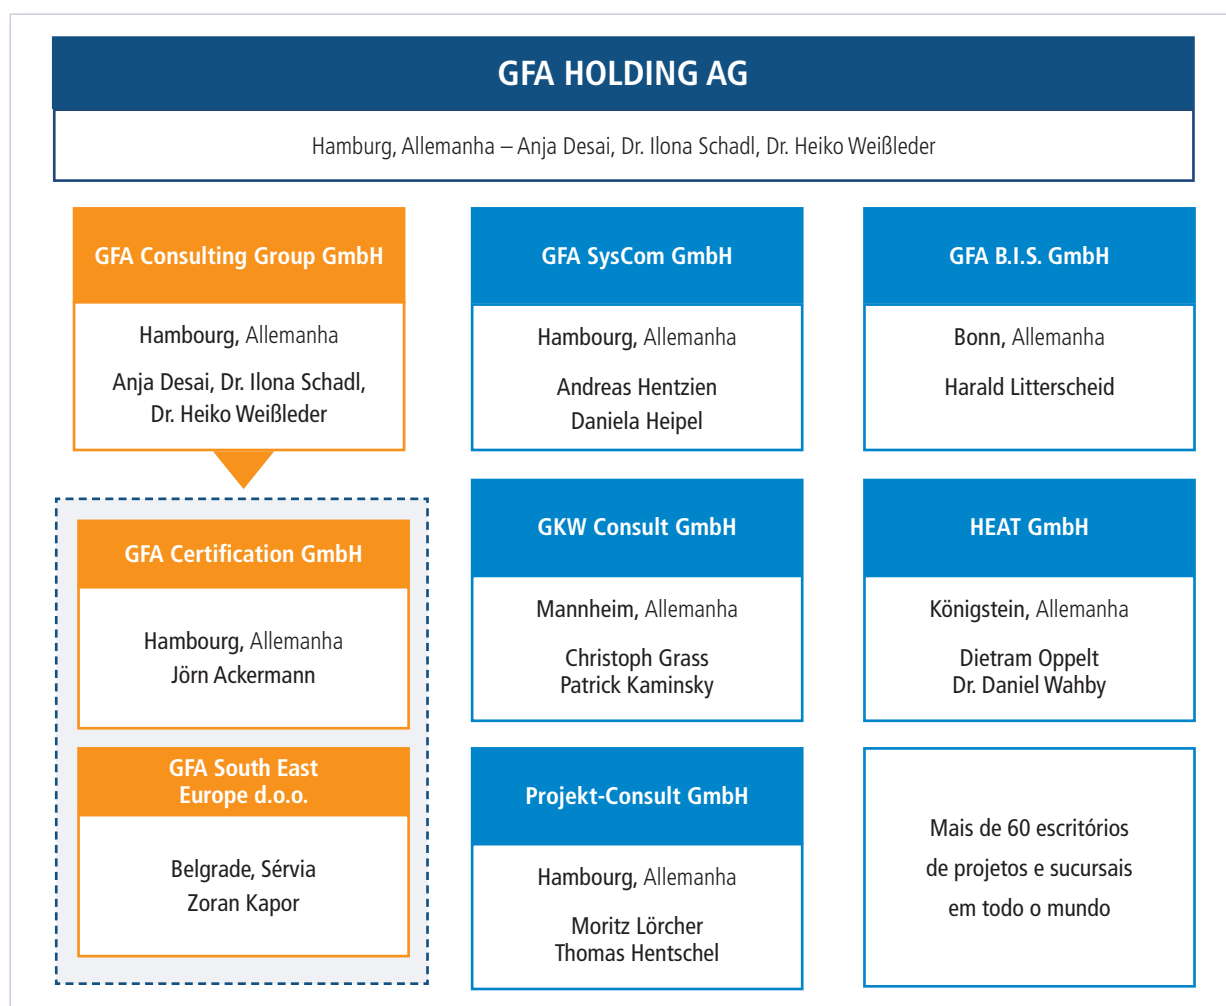 GFA HOLDING AG
Hamburg, Allemanha – Anja Desai, Dr. Ilona Schadl, Dr. Heiko Weißleder
GFA Consulting Group GmbH
Hambourg, Allemanha
Anja Desai, Dr. Ilona Schadl,
Dr. Heiko Weißleder
GFA Certification GmbH
Hambourg, Allemanha
Jörn Ackermann
GFA South East
Europe d.o.o.
Belgrade, Sérvia
Zoran Kapor
GFA SysCom GmbH
Hambourg, Allemanha
Andreas Hentzien
Daniela Heipel
GKW Consult GmbH
Mannheim, Allemanha
Christoph Grass
Patrick Kaminsky
Projekt-Consult GmbH
Hambourg, Allemanha
Moritz Lörcher
Thomas Hentschel
GFA B.I.S. GmbH
Bonn, Allemanha
Harald Litterscheid
HEAT GmbH
Königstein, Allemanha
Dietram Oppelt
Dr. Daniel Wahby
Mais de 60 escritórios
de projetos e sucursais
em todo o mundo